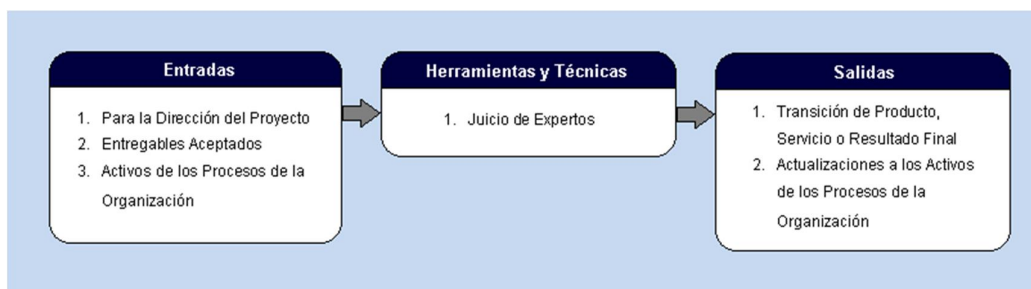 Entradas
1. Para la Dirección del Proyecto
2. Entregables Aceptados
3. Activos de los Procesos de la
Organización
Herramientas y Técnicas
1. Juicio de Expertos
Salidas
1. Transición de Producto,
Servicio o Resultado Final
2. Actualizaciones a los Activos
de los Procesos de la
Organización